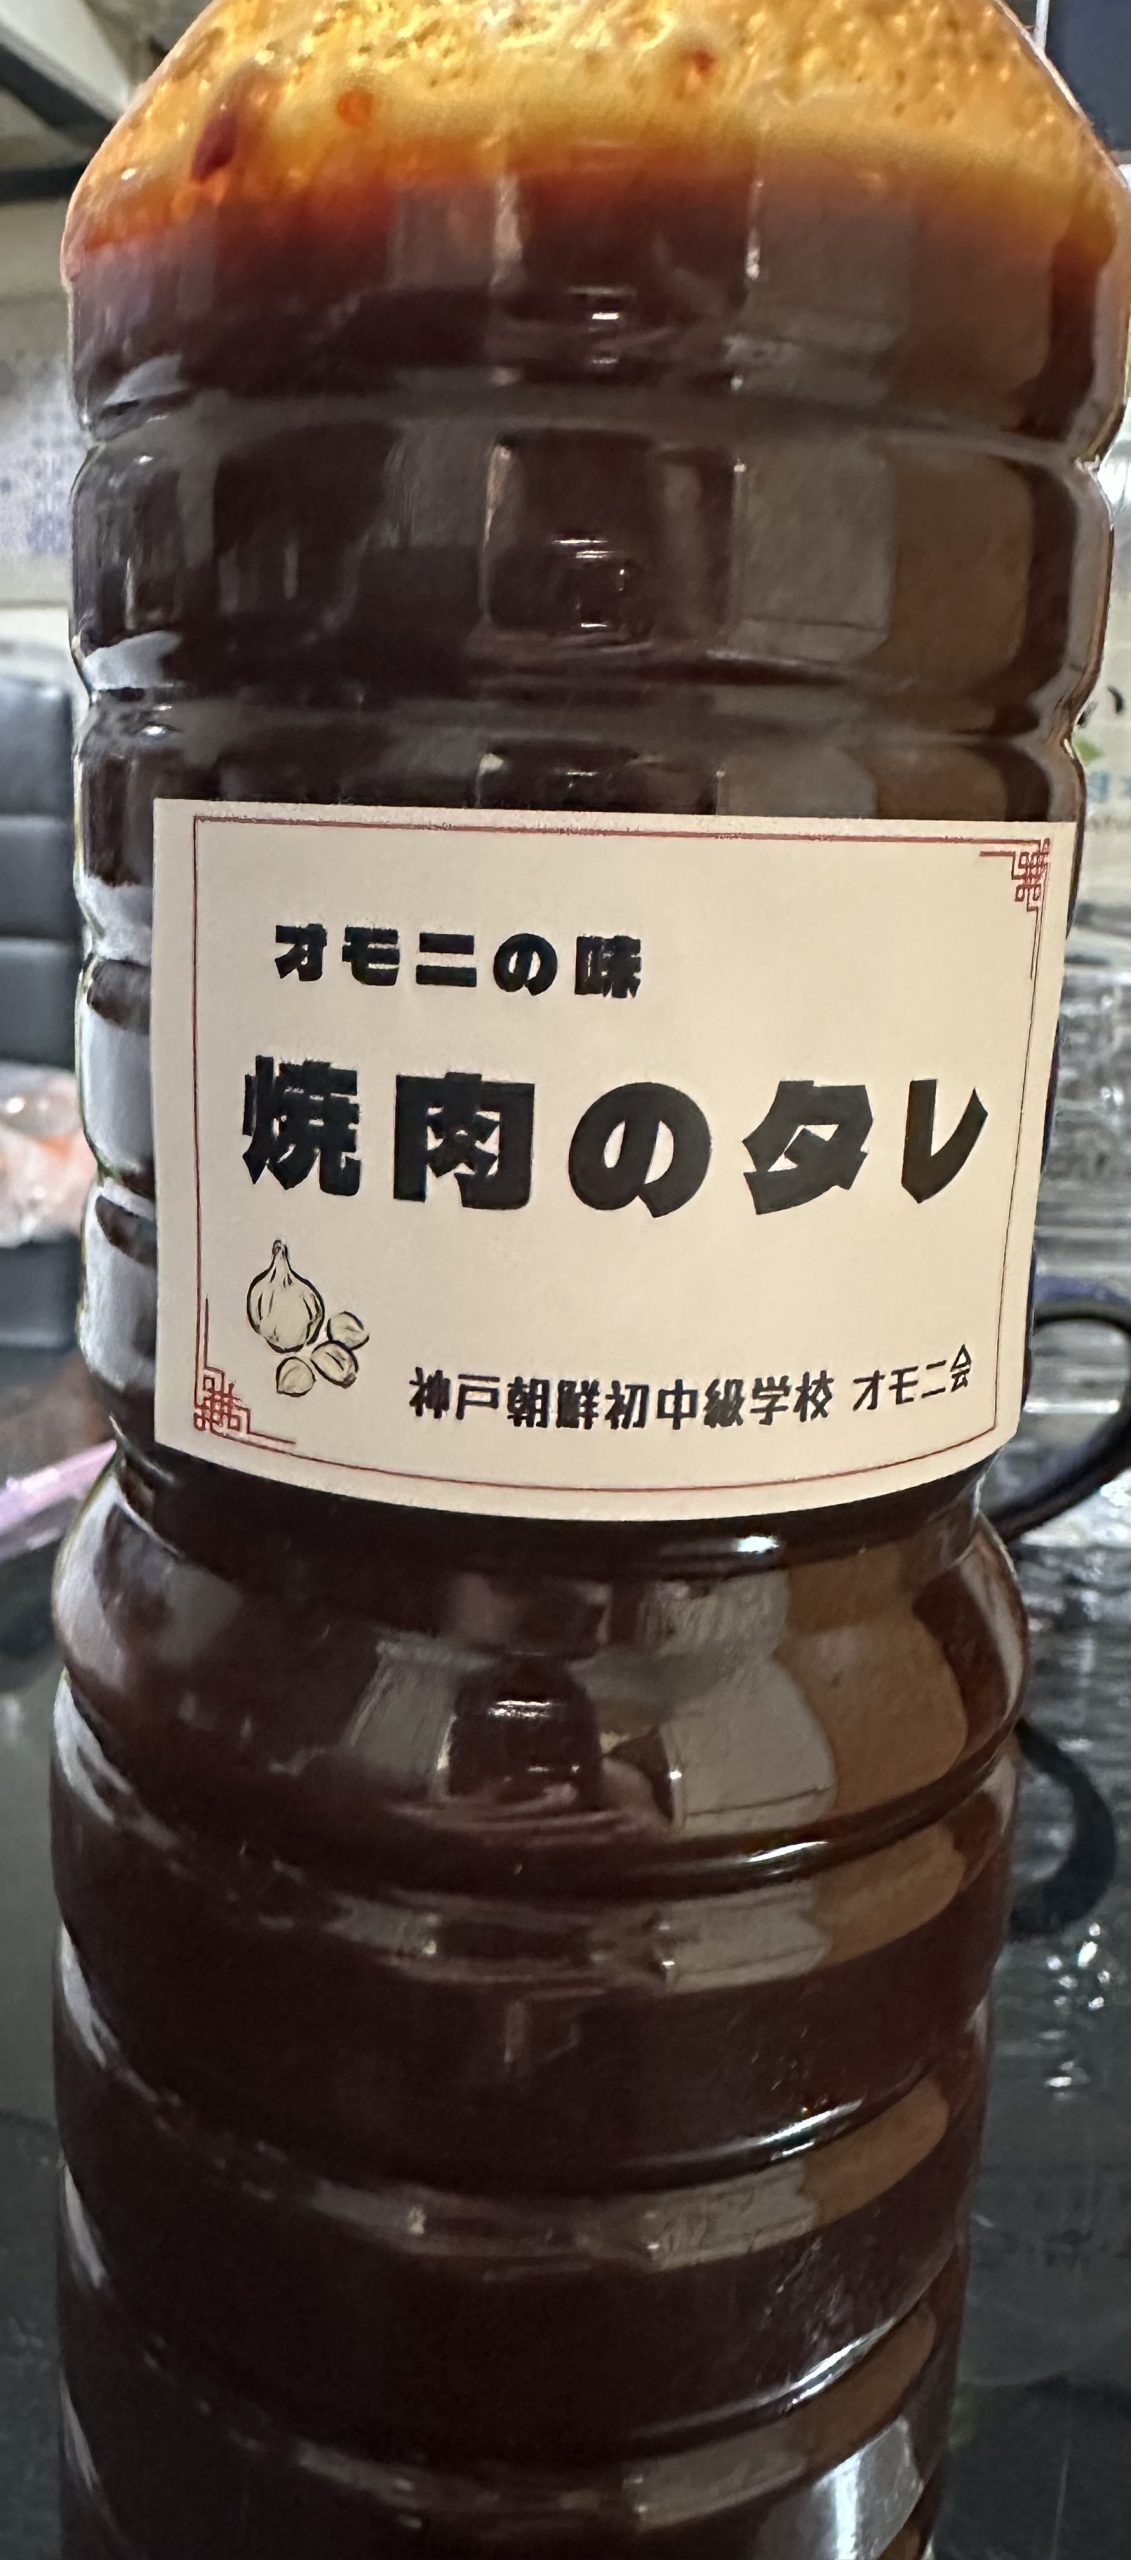 オモニの味
焼肉のタレ
神戸朝鮮初中級学校 オモニ会